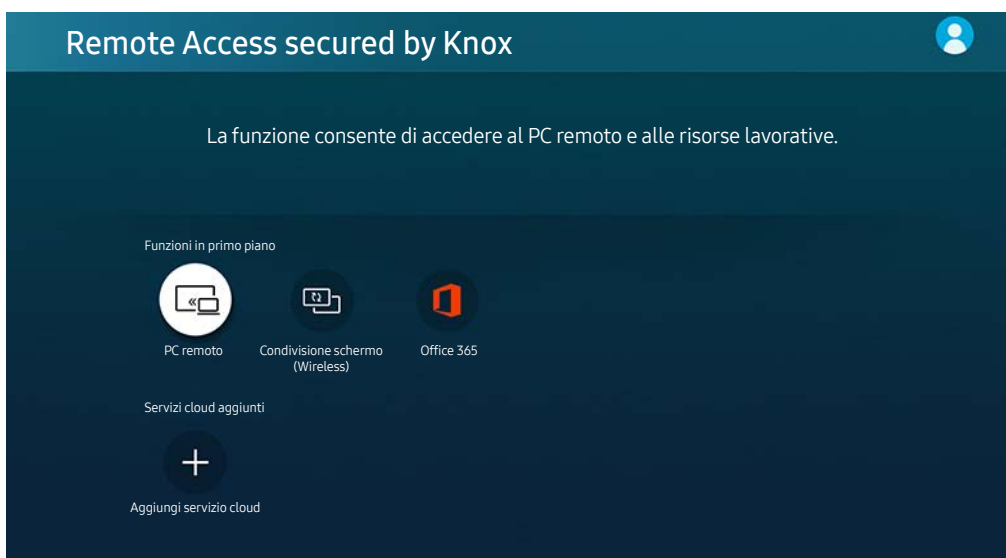 Remote Access secured by Knox
La funzione consente di accedere al PC remoto e alle risorse lavorative.
Funzioni in primo piano
PC remoto
Condivisione schermo
(Wireless)
Office 365
Servizi cloud aggiunti
Aggiungi servizio cloud